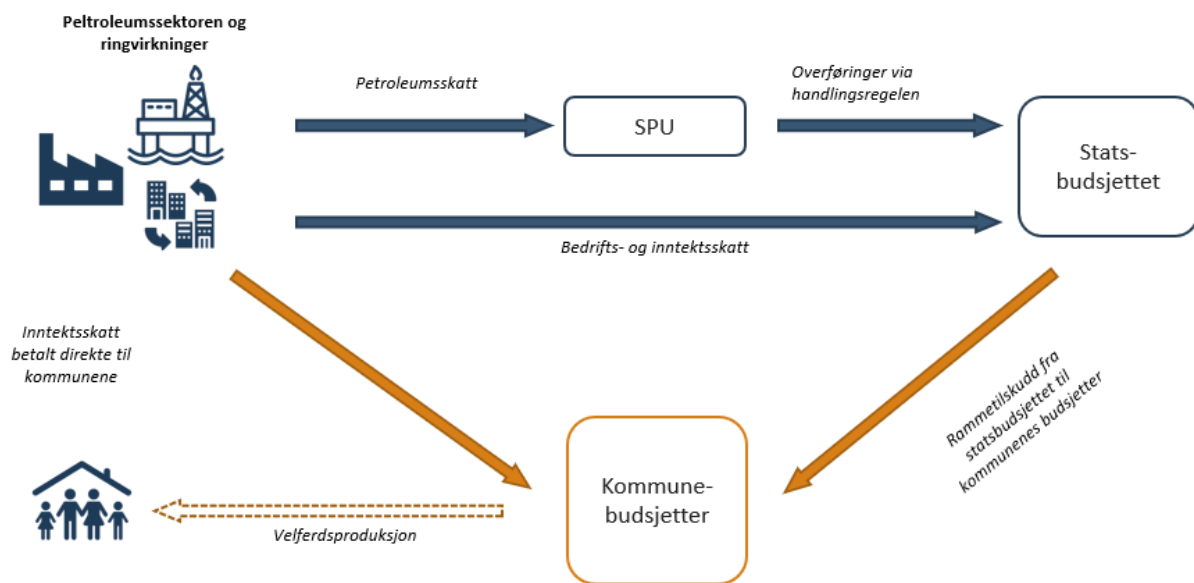 Peltroleumssektoren og
ringvirkninger
Petroleumsskatt
Overføringer via
handlingsregelen
SPU
Stats-
budsjettet
Bedrifts- og inntektsskatt
Inntektsskatt
betalt direkte til
kommunene
Rammetilskudd fra
statsbudsjettet til
kommunenes budsjetter
Kommune-
budsjetter
Velferdsproduksjon